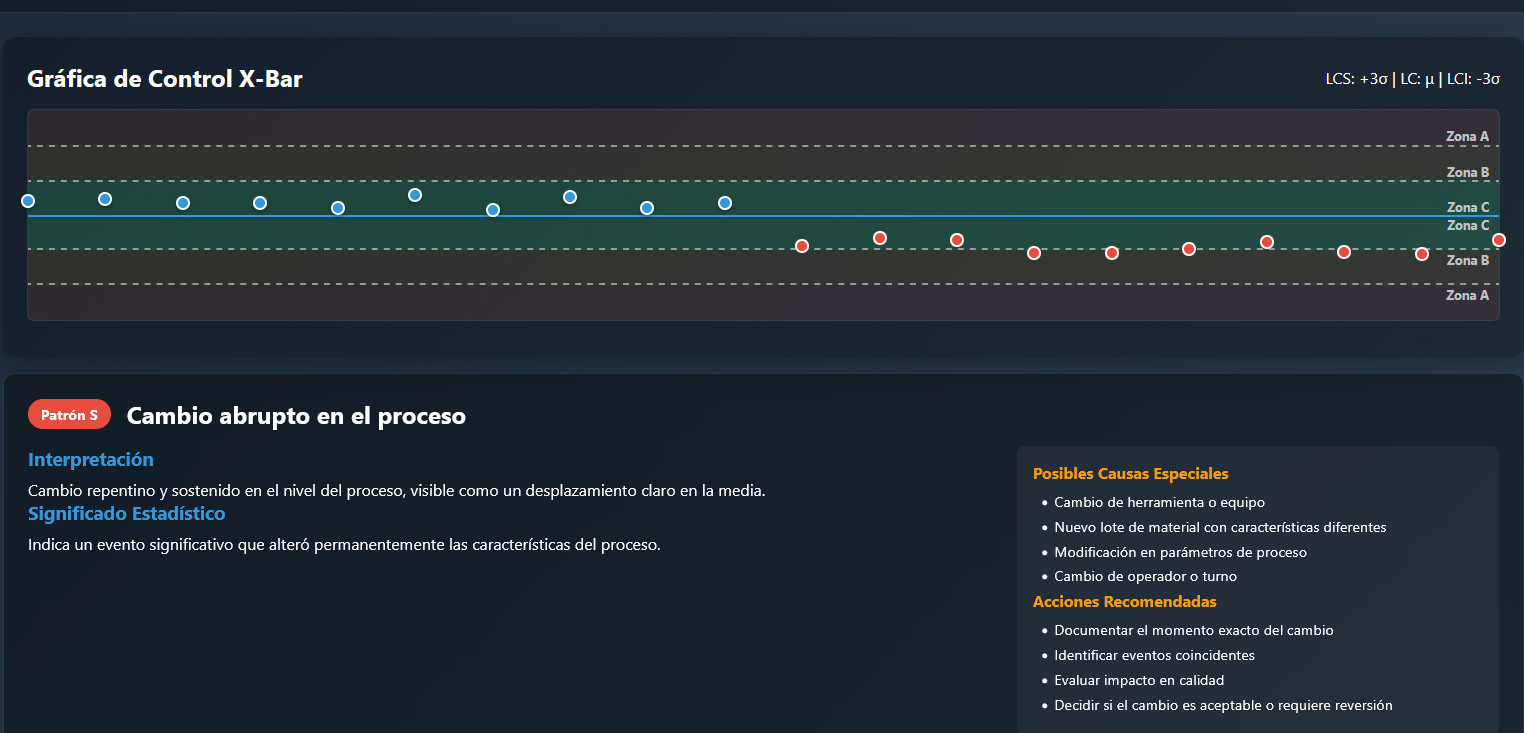 Gráfica de Control X-Bar
LCS: +3σ | LC: μ | LCI: -3σ
Zona A
Zona B
Zona C
Zona C
Zona B
Zona A
Patrón S
Cambio abrupto en el proceso
Interpretación
Cambio repentino y sostenido en el nivel del proceso, visible como un desplazamiento claro en la media.
Significado Estadístico
Indica un evento significativo que alteró permanentemente las características del proceso.
Posibles Causas Especiales
• Cambio de herramienta o equipo
• Nuevo lote de material con características diferentes
• Modificación en parámetros de proceso
• Cambio de operador o turno
Acciones Recomendadas
• Documentar el momento exacto del cambio
• Identificar eventos coincidentes
• Evaluar impacto en calidad
• Decidir si el cambio es aceptable o requiere reversión